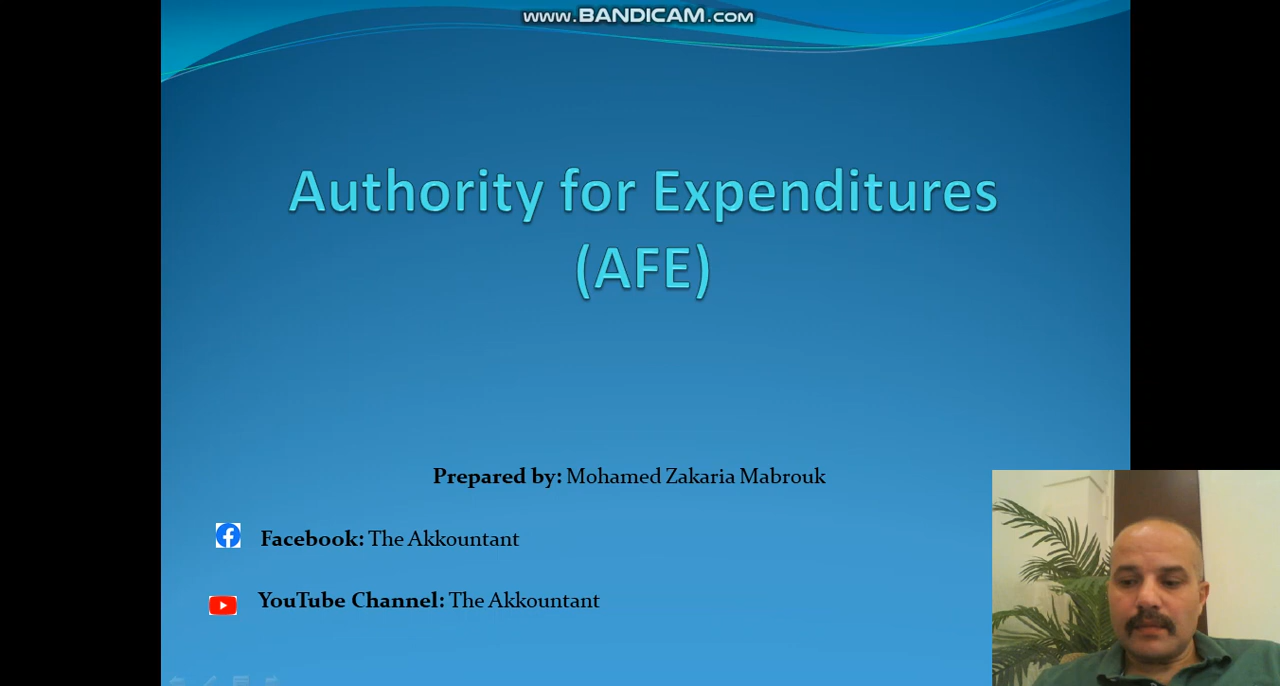 www.BANDICAM.com
Authority for Expenditures
(AFE)
Prepared by: Mohamed Zakaria Mabrouk
Facebook: The Akkountant
YouTube Channel: The Akkountant